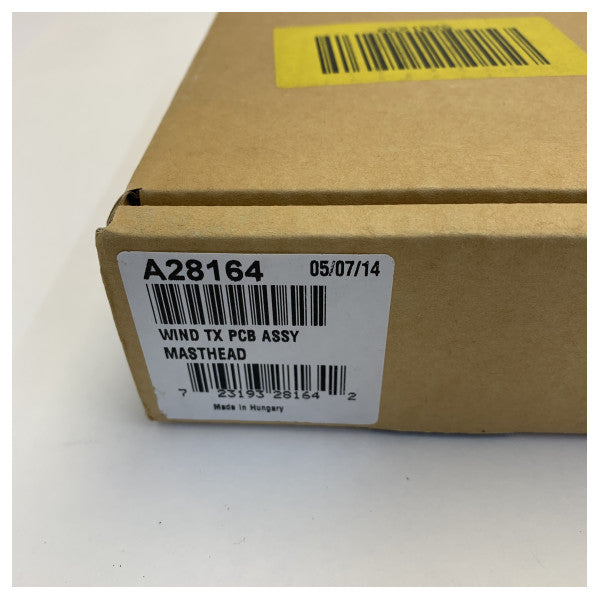 A28164 05/07/14
WIND TX PCB ASSY
MASTHEAD
7 23193 28164 2
Made in Hungary